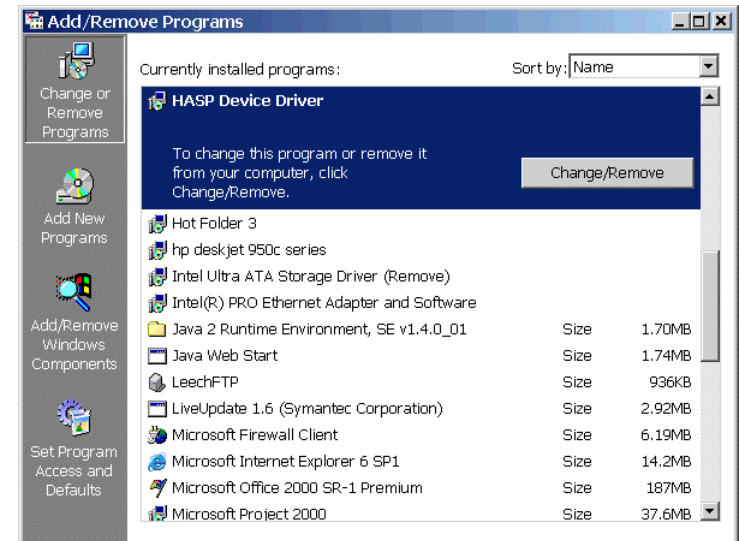 Add/Remove Programs
Change or
Remove
Programs
Add New
Programs
Add/Remove
Windows
Components
Set Program
Access and
Defaults
Currently installed programs: Sort by: Name
HASP Device Driver
To change this program or remove it
from your computer, click
Change/Remove.
Change/Remove
Hot Folder 3
hp deskjet 950c series
Intel Ultra ATA Storage Driver (Remove)
Intel(R) PRO Ethernet Adapter and Software
Java 2 Runtime Environment, SE v1.4.0_01 Size 1.70MB
Java Web Start Size 1.74MB
LeechFTP Size 936KB
LiveUpdate 1.6 (Symantec Corporation) Size 2.92MB
Microsoft Firewall Client Size 6.19MB
Microsoft Internet Explorer 6 SP1 Size 14.2MB
Microsoft Office 2000 SR-1 Premium Size 187MB
Microsoft Project 2000 Size 37.6MB